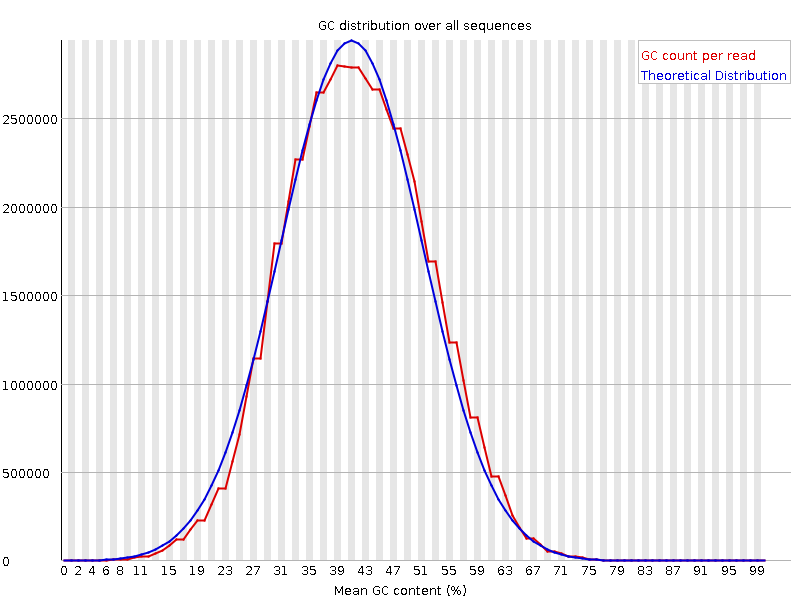 GC distribution over all sequences
GC count per read
Theoretical Distribution
2500000
2000000
1500000
1000000
500000
0
0 2 4 6 8 11 15 19 23 27 31 35 39 43 47 51 55 59 63 67 71 75 79 83 87 91 95 99
Mean GC content (%)